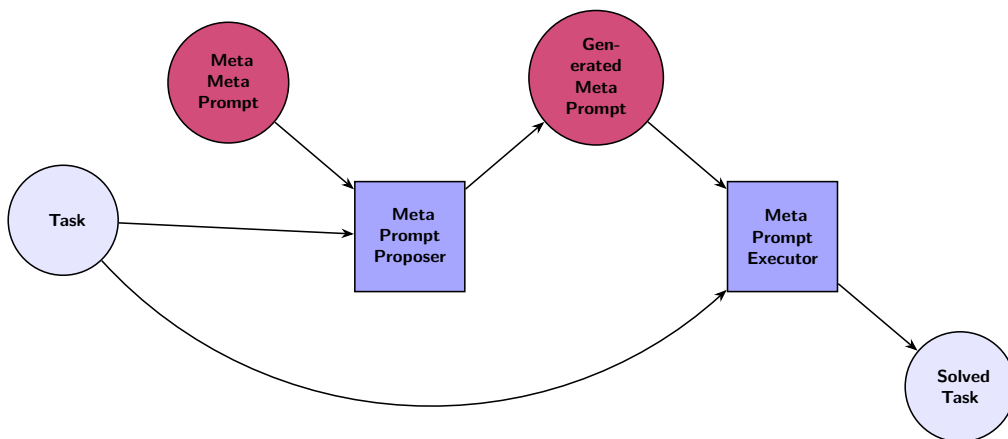 Meta
Meta
Prompt
Gen-
erated
Meta
Prompt
Task
Meta
Prompt
Proposer
Meta
Prompt
Executor
Solved
Task